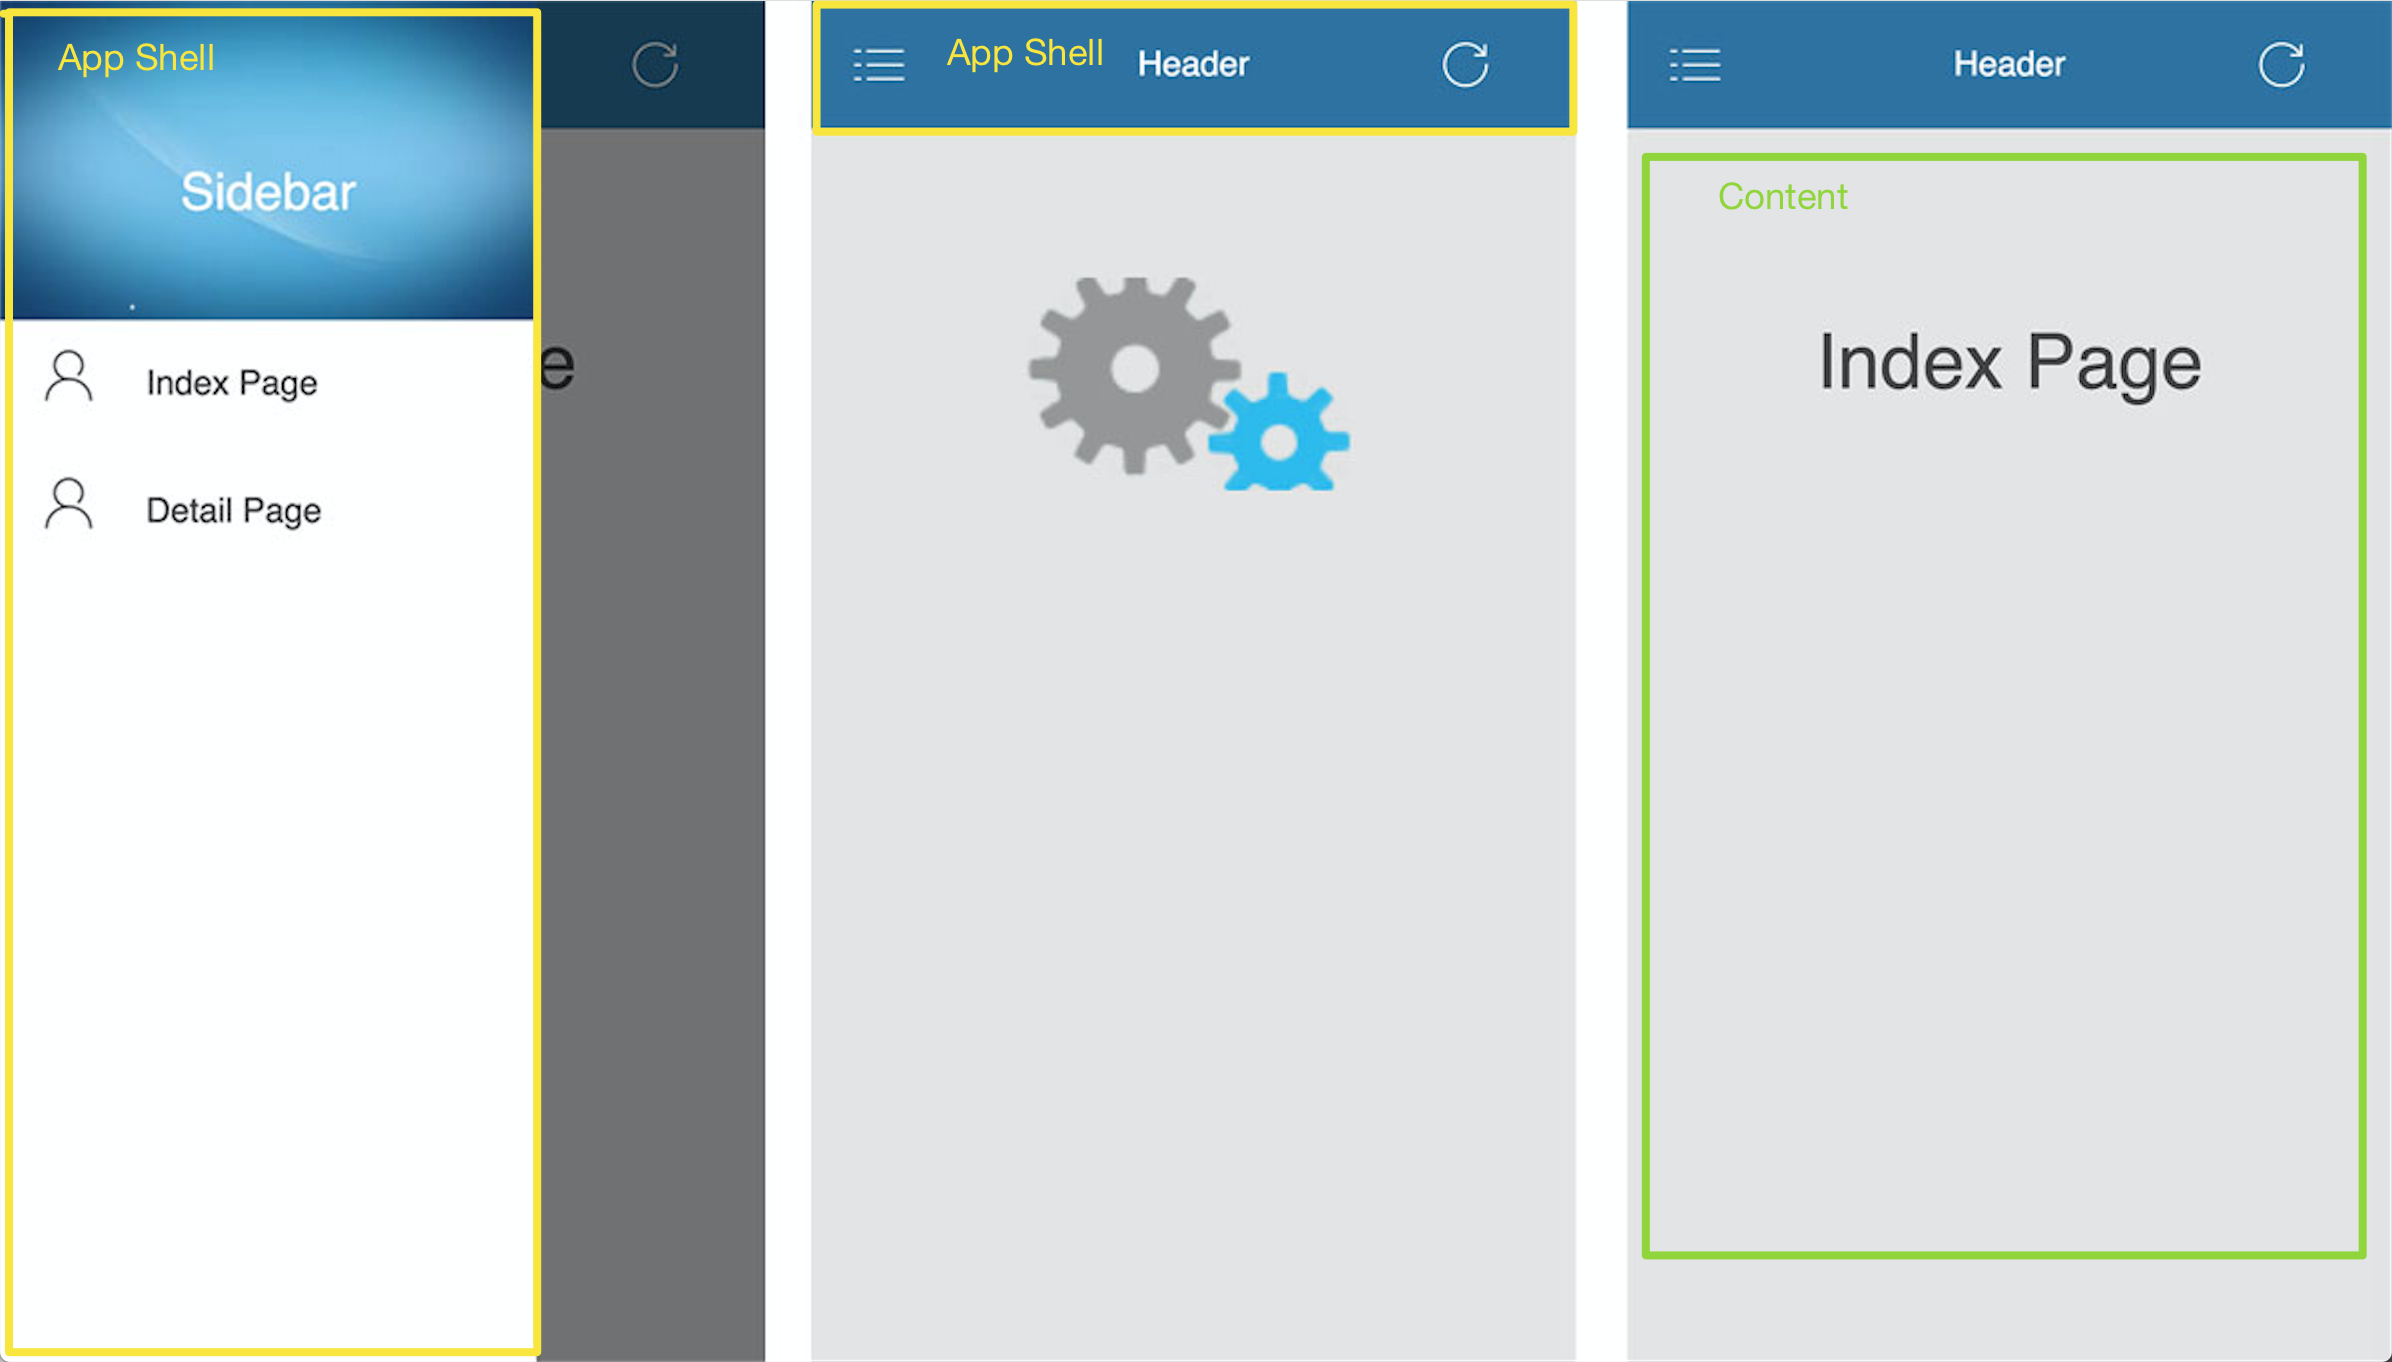 App Shell
Sidebar
Index Page
Detail Page
e
App Shell
Header
Header
Content
Index Page